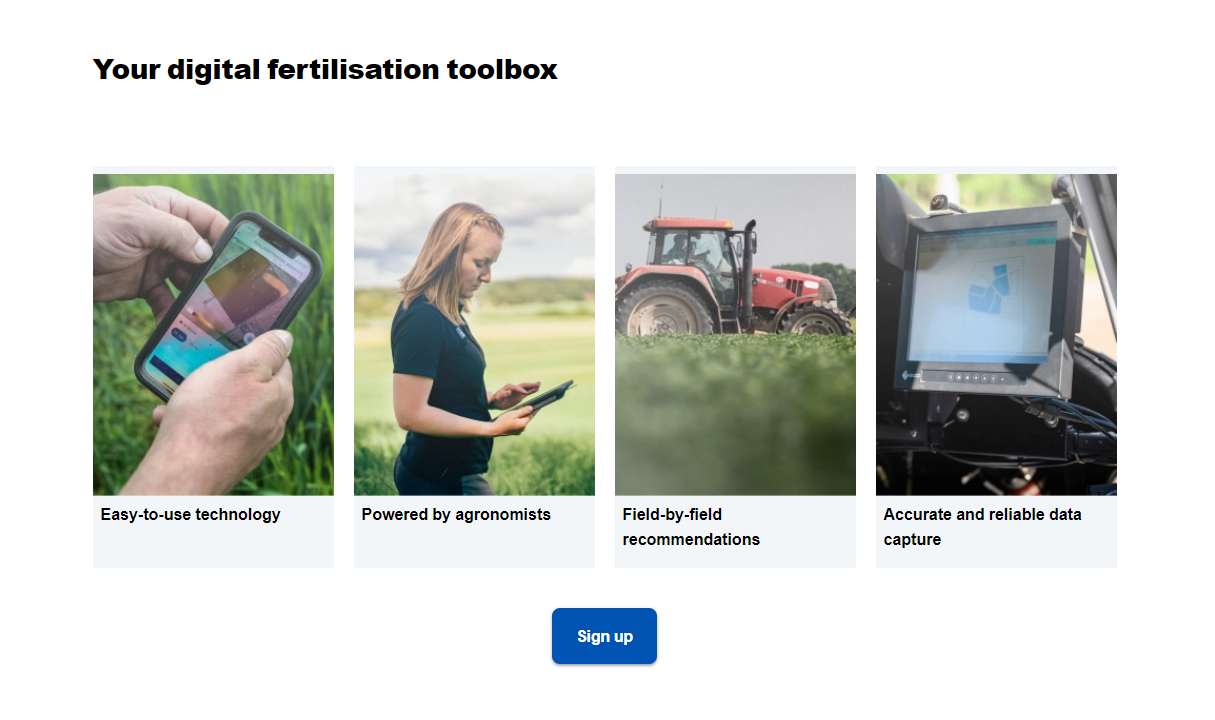 Your digital fertilisation toolbox
Easy-to-use technology
Powered by agronomists
Field-by-field
recommendations
Accurate and reliable data
capture
Sign up